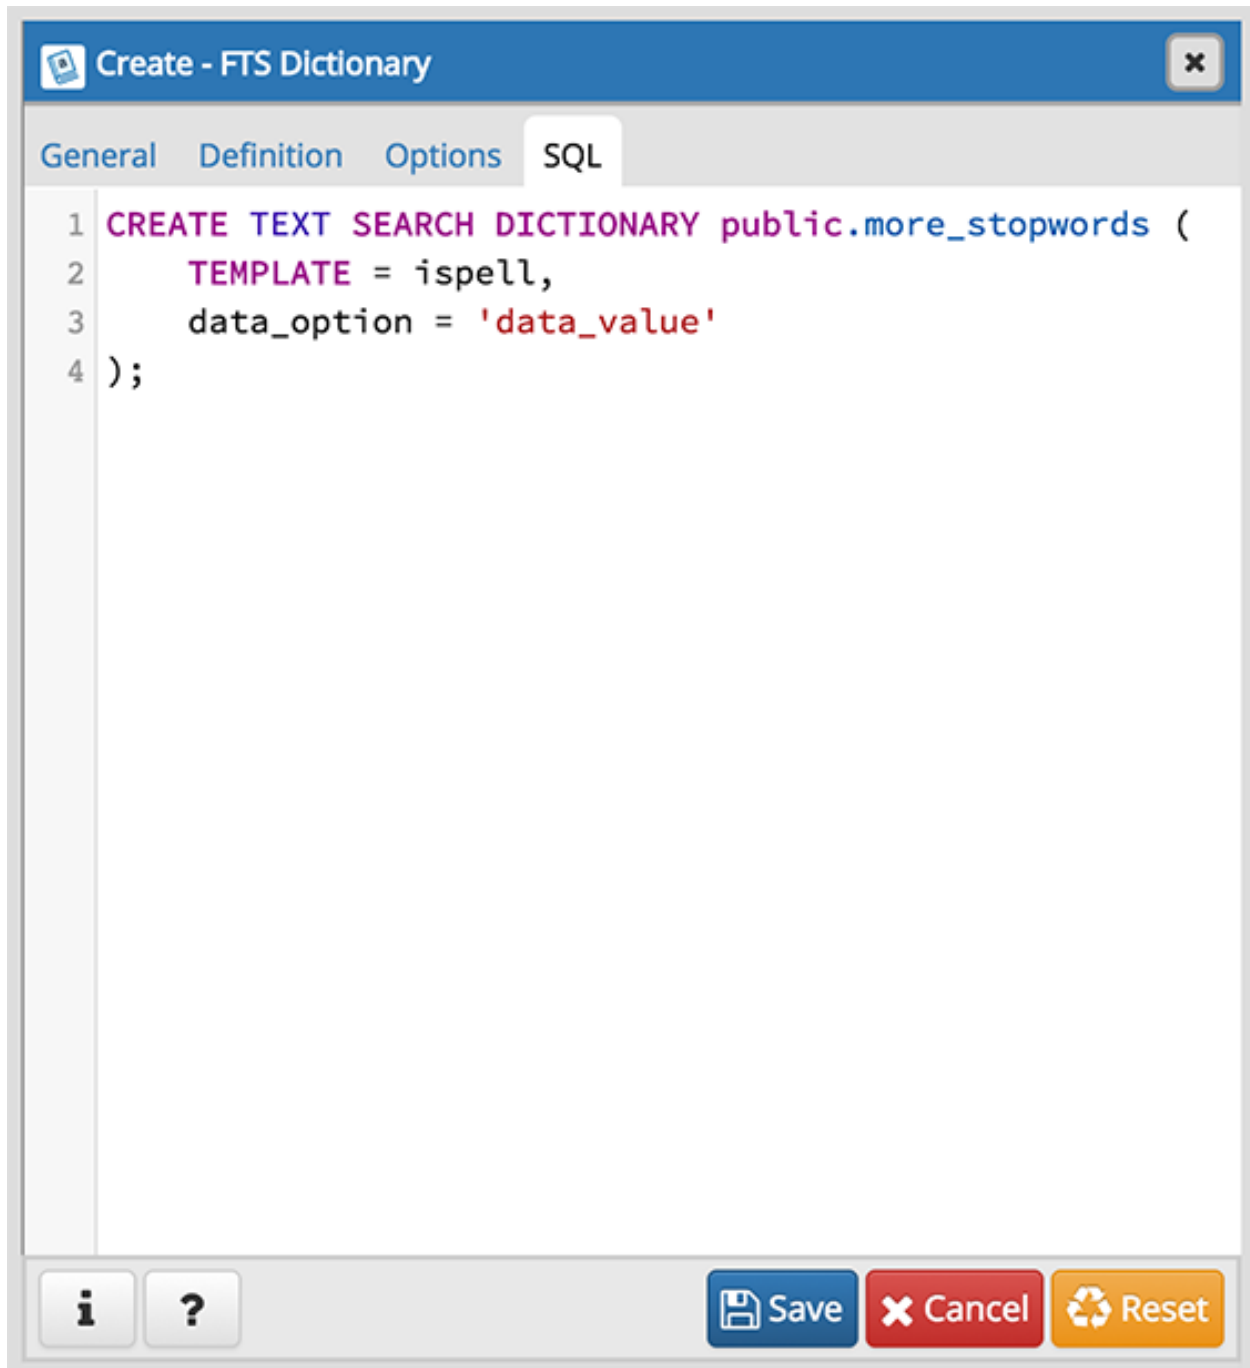 Create - FTS Dictionary
General Definition Options SQL
1 CREATE TEXT SEARCH DICTIONARY public.more_stopwords (
2     TEMPLATE = ispell,
3     data_option = 'data_value'
4 );
i ? Save Cancel Reset